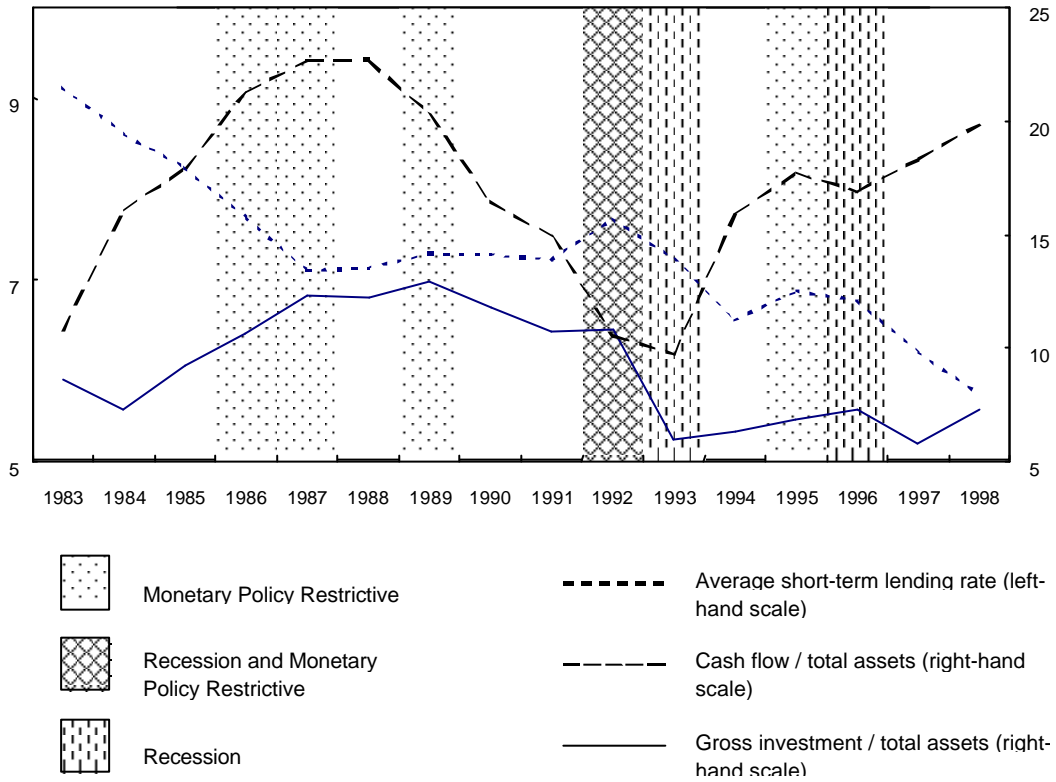 25
9
20
15
7
10
5
5
1983 1984 1985 1986 1987 1988 1989 1990 1991 1992 1993 1994 1995 1996 1997 1998
Monetary Policy Restrictive
Average short-term lending rate (left-
hand scale)
Recession and Monetary
Policy Restrictive
Cash flow / total assets (right-hand
scale)
Recession
Gross investment / total assets (right-
hand scale)